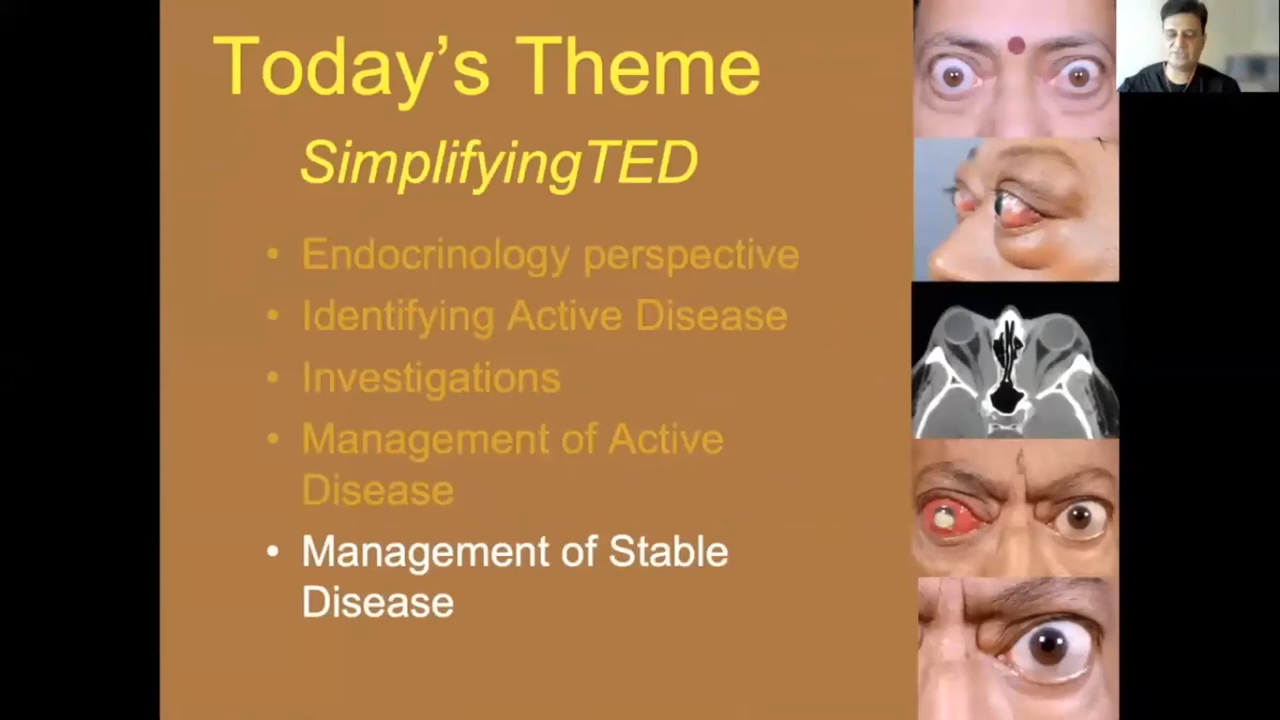 Today's Theme
SimplifyingTED
• Endocrinology perspective
• Identifying Active Disease
• Investigations
• Management of Active
Disease
• Management of Stable
Disease